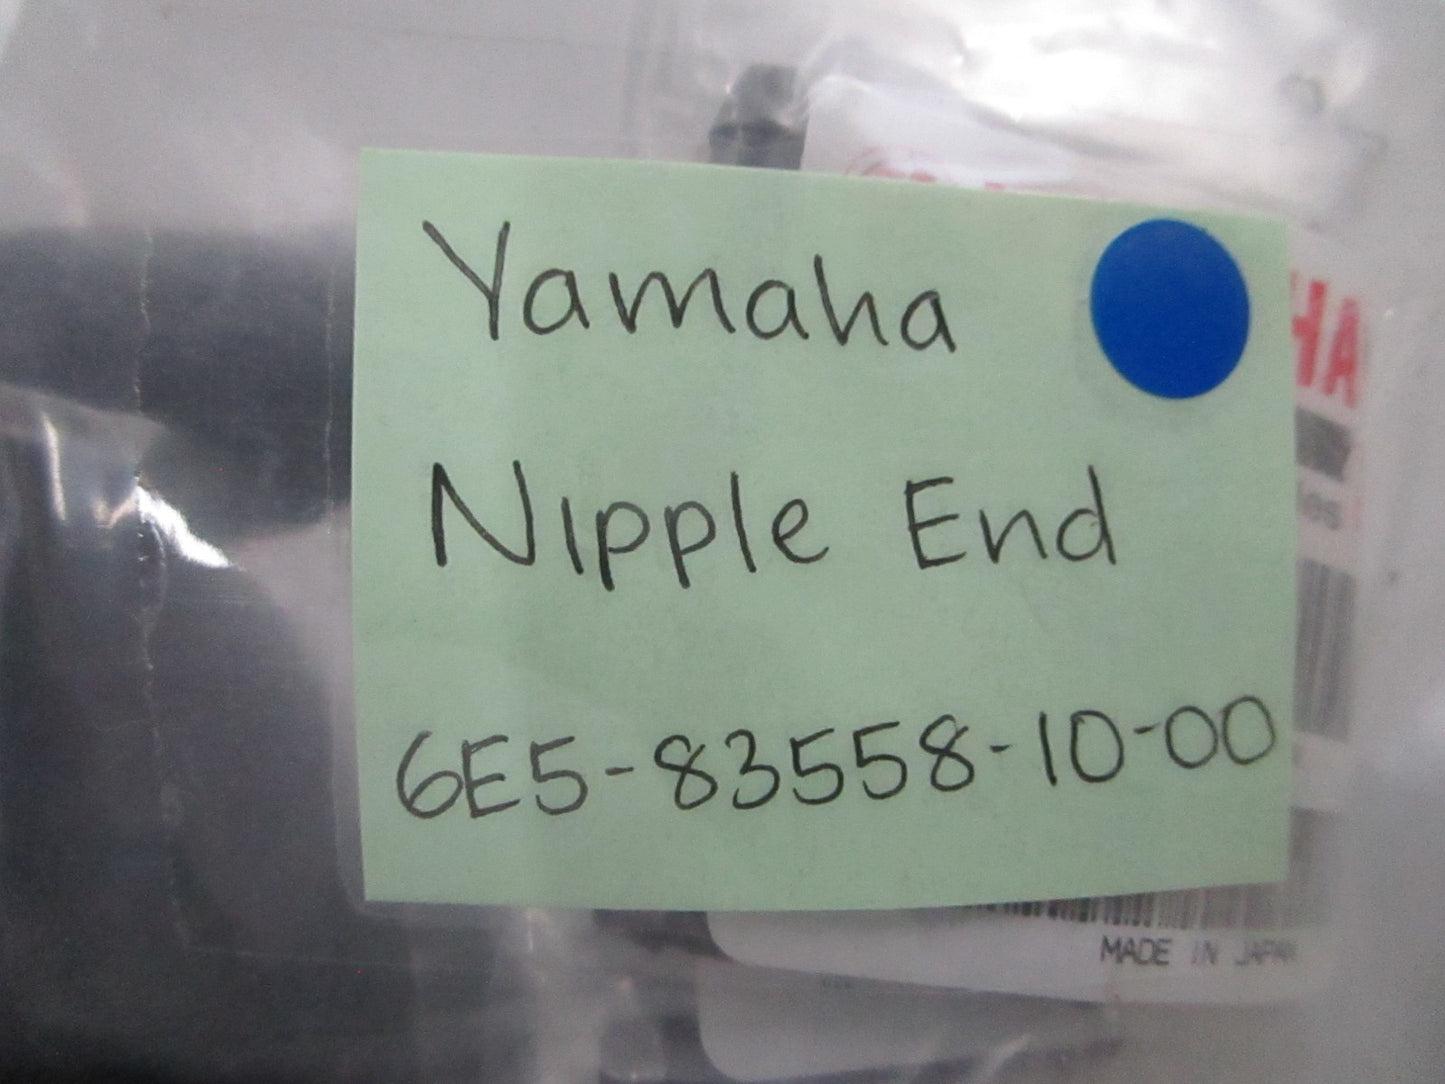 Yamaha
HA
Nipple End
6E5-83558-10-00
MADE IN JAPAN